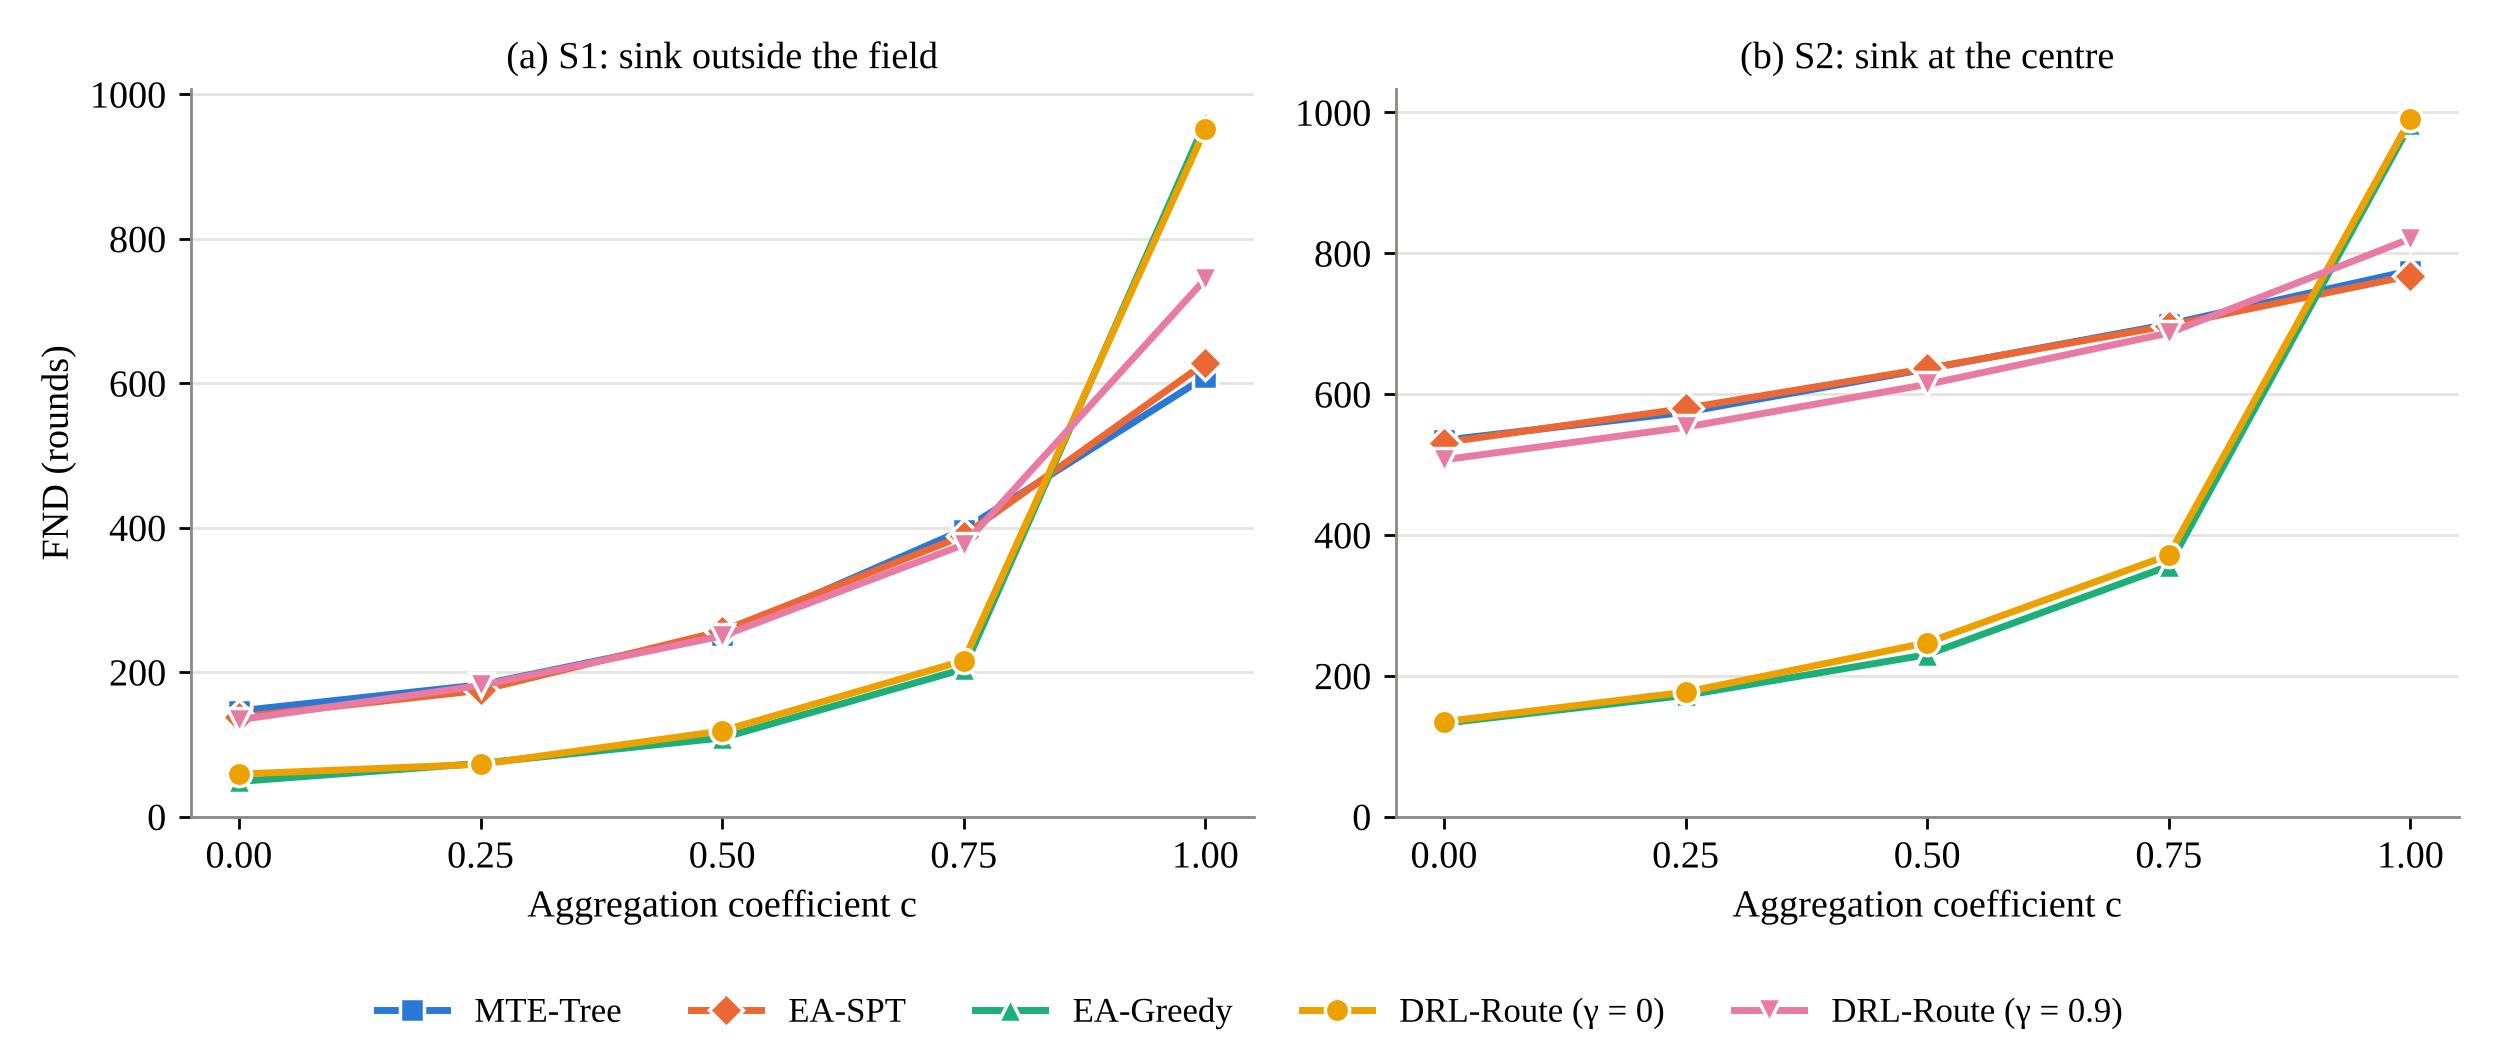 (a) S1: sink outside the field
1000
800
600
400
200
0
FND (rounds)
0.00 0.25 0.50 0.75 1.00
Aggregation coefficient c
(b) S2: sink at the centre
1000
800
600
400
200
0
0.00 0.25 0.50 0.75 1.00
Aggregation coefficient c
MTE-Tree EA-SPT EA-Greedy DRL-Route (γ = 0) DRL-Route (γ = 0.9)